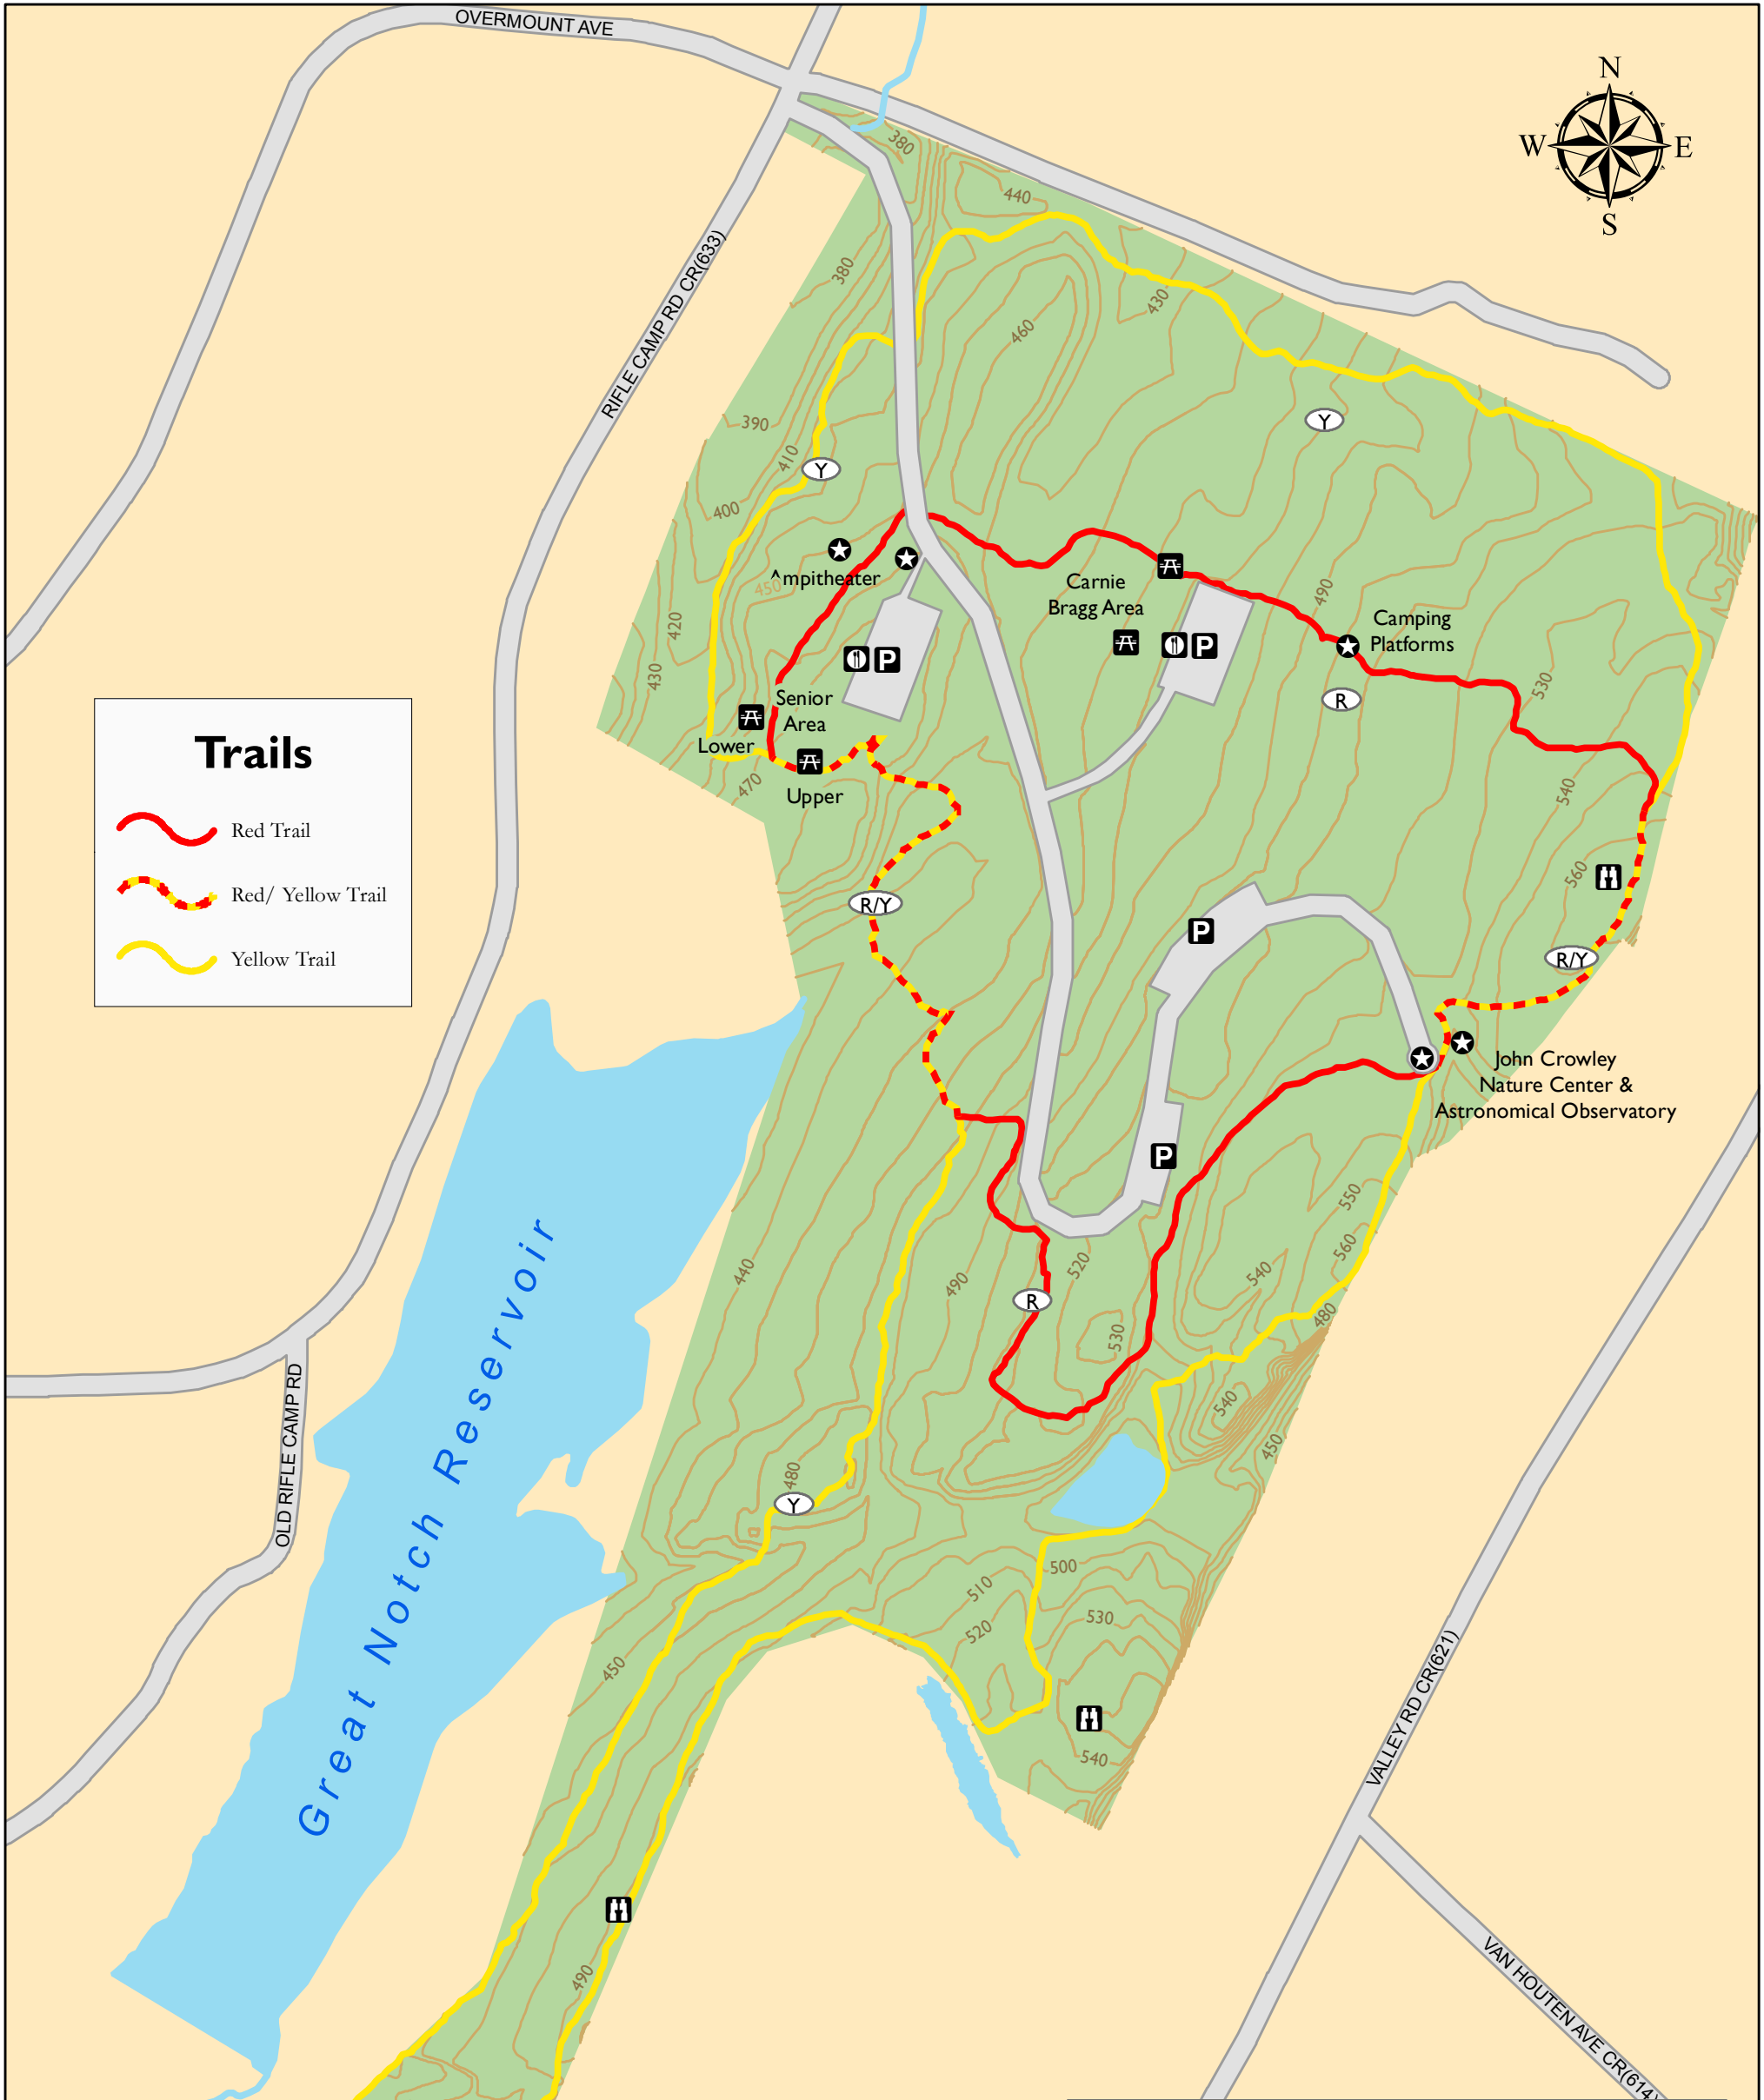 OVERMOUNT AVE
N
W
E
S
380
440
RIFLE CAMP RD CR(633)
380
430
460
390
Y
410
Y
400
Ampitheater
450
Carnie
Bragg Area
490
Camping
Platforms
420
430
R
530
Senior
Area
Lower
470
Upper
540
Trails
Red Trail
Red/ Yellow Trail
Yellow Trail
560
R/Y
P
P
P
R/Y
John Crowley
Nature Center &
Astronomical Observatory
P
550
560
440
490
520
540
R
480
530
540
450
OLD RIFLE CAMP RD
Great Notch Reservoir
480
Y
500
510
520
530
450
540
VALLEY RD CR(621)
490
VAN HOUTEN AVE CR(614)